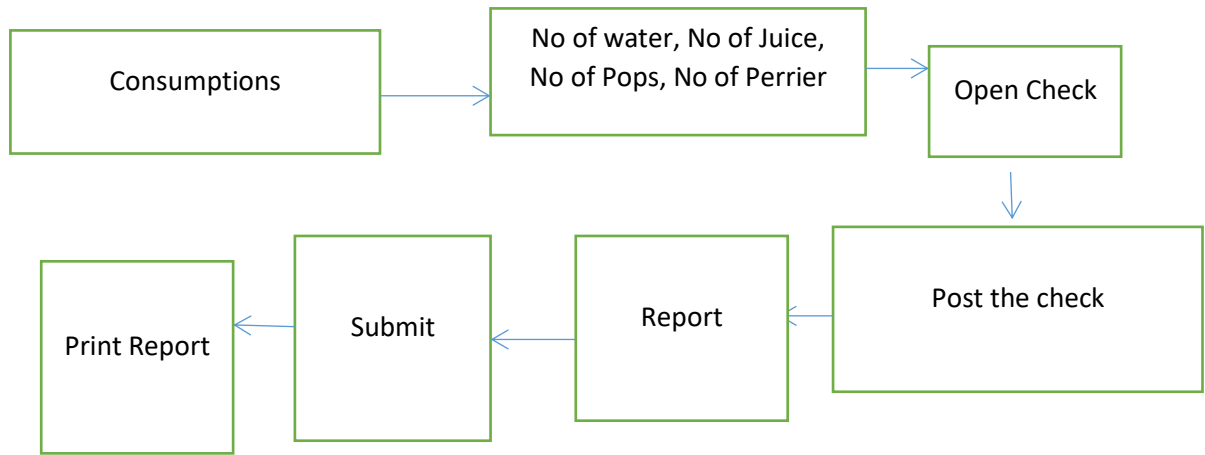 Consumptions
No of water, No of Juice,
No of Pops, No of Perrier
Open Check
Post the check
Report
Submit
Print Report